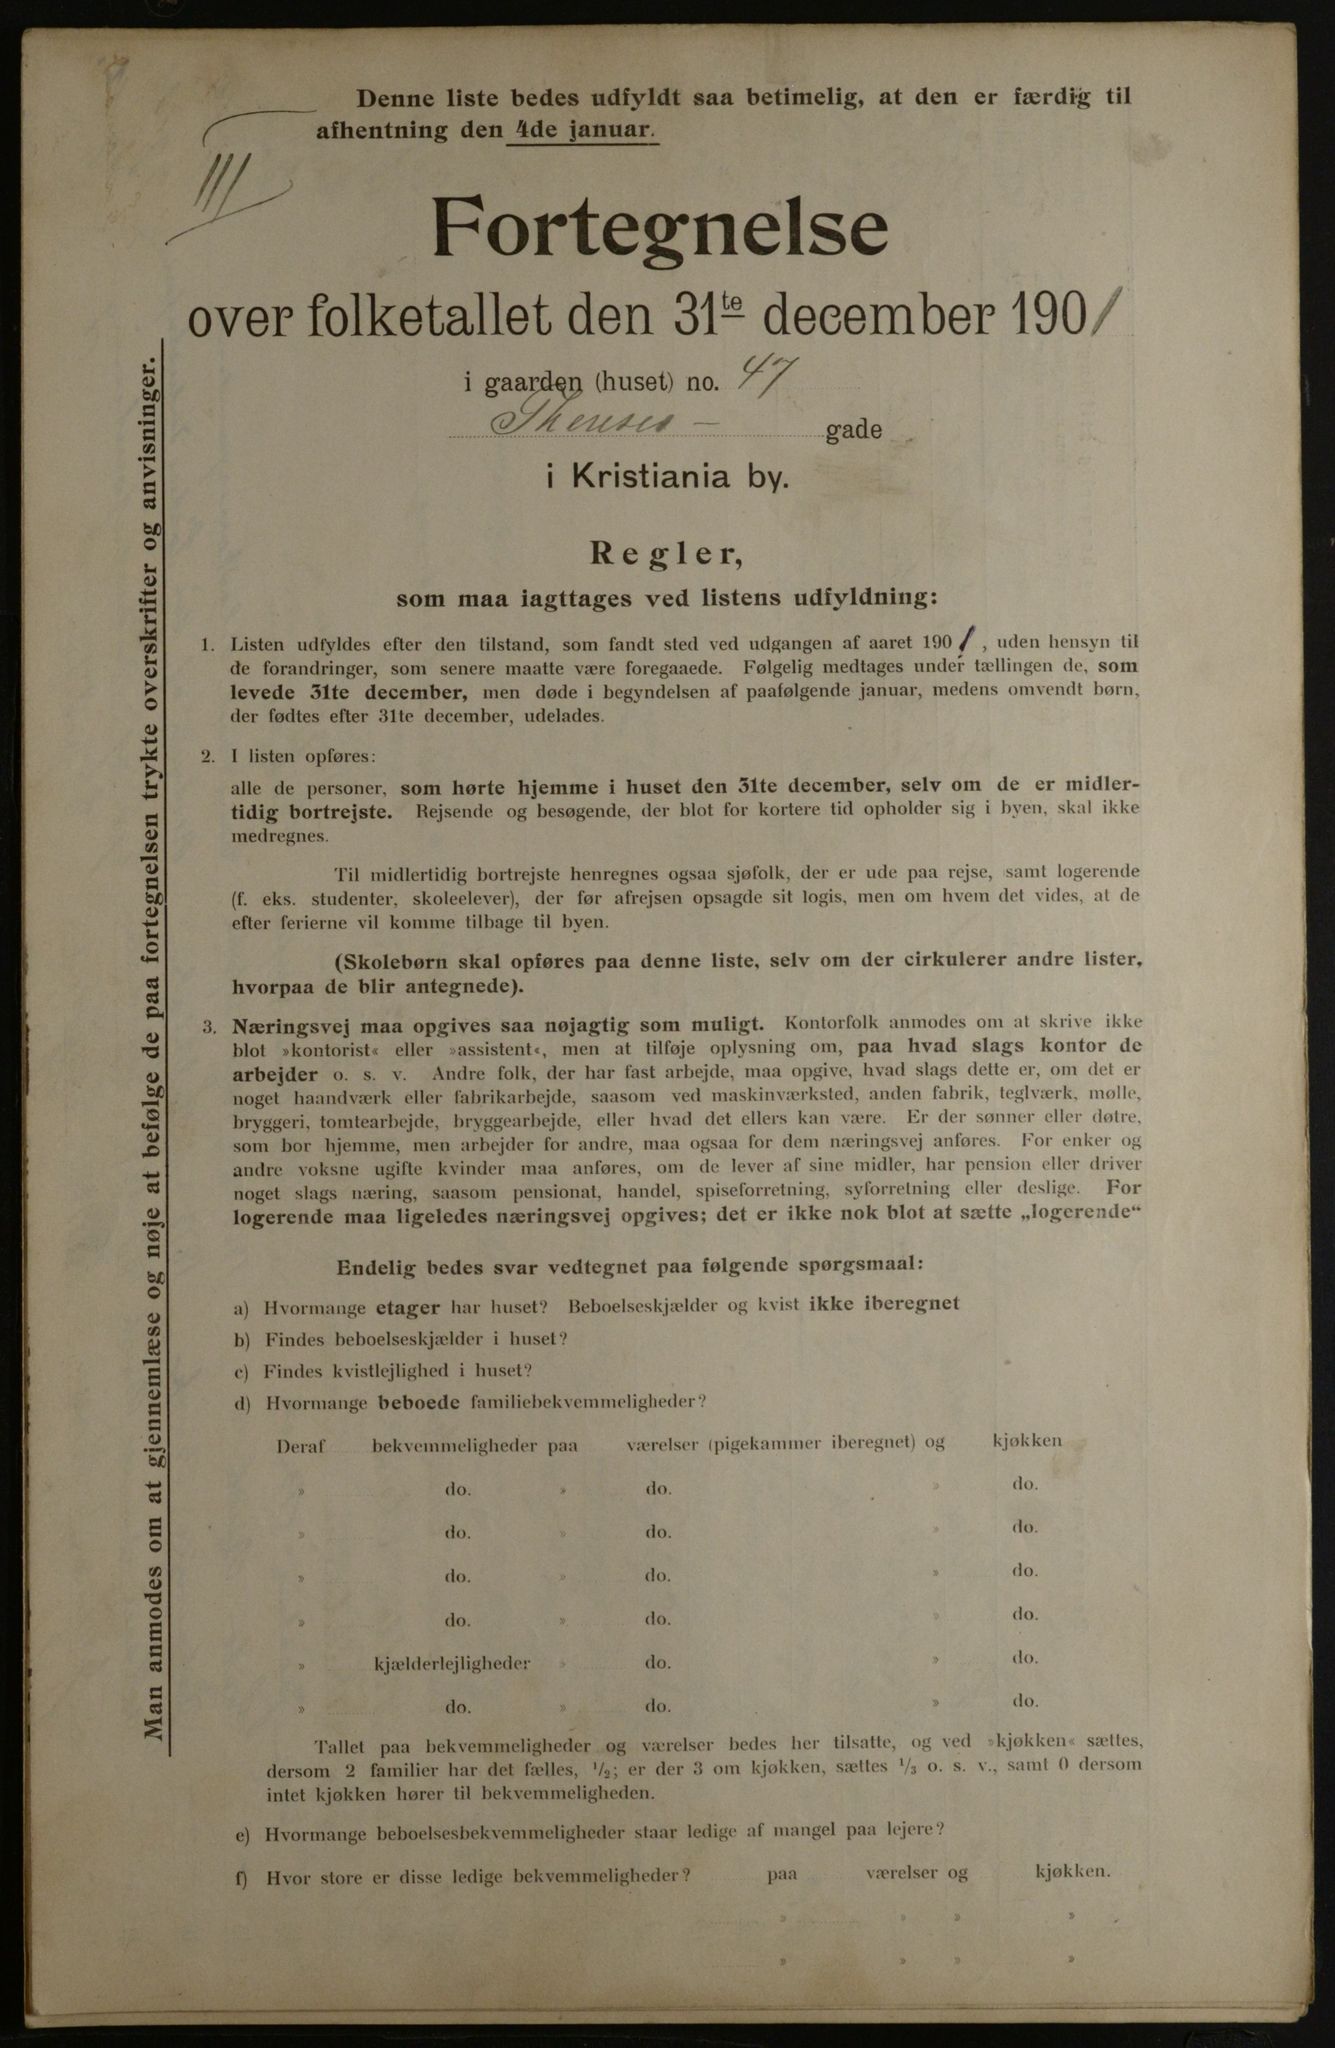 Denne liste bedes udfyldt saa betimelig, at den er færdig til
afhentning den 4de januar.
III
Fortegnelse
over folketallet den 31te december 1901
i gaarden (huset) no. 47
Thereses - gade
i Kristiania by.
Regler,
som maa iagttages ved listens udfyldning:
1. Listen udfyldes efter den tilstand, som fandt sted ved udgangen af aaret 1901, uden hensyn til
de forandringer, som senere maatte være foregaaede. Følgelig medtages under tællingen de, som
levede 31te december, men døde i begyndelsen af paafølgende januar, medens omvendt børn,
der fødtes efter 31te december, udelades.
2. I listen opføres:
alle de personer, som hørte hjemme i huset den 31te december, selv om de er midler-
tidig bortrejste. Rejsende og besøgende, der blot for kortere tid opholder sig i byen, skal ikke
medregnes.
Til midlertidig bortrejste henregnes ogsaa sjøfolk, der er ude paa rejse, samt logerende
(f. eks. studenter, skoleelever), der før afrejsen opsagde sit logis, men om hvem det vides, at de
efter ferierne vil komme tilbage til byen.
(Skolebørn skal opføres paa denne liste, selv om der cirkulerer andre lister,
hvorpaa de blir antegnede).
3. Næringsvej maa opgives saa nøjagtig som muligt. Kontorfolk anmodes om at skrive ikke
blot »kontorist« eller »assistent«, men at tilføje oplysning om, paa hvad slags kontor de
arbejder o. s. v. Andre folk, der har fast arbejde, maa opgive, hvad slags dette er, om det er
noget haandværk eller fabrikarbejde, saasom ved maskinværksted, anden fabrik, teglværk, mølle,
bryggeri, tomtearbejde, bryggearbejde, eller hvad det ellers kan være. Er der sønner eller døtre,
som bor hjemme, men arbejder for andre, maa ogsaa for dem næringsvej anføres. For enker og
andre voksne ugifte kvinder maa anføres, om de lever af sine midler, har pension eller driver
noget slags næring, saasom pensionat, handel, spiseforretning, syforretning eller deslige. For
logerende maa ligeledes næringsvej opgives; det er ikke nok blot at sætte „logerende“
Endelig bedes svar vedtegnet paa følgende spørgsmaal:
a) Hvormange etager har huset? Beboelseskjælder og kvist ikke iberegnet
b) Findes beboelseskjælder i huset?
c) Findes kvistlejlighed i huset?
d) Hvormange beboede familiebekvemmeligheder?
Deraf bekvemmeligheder paa værelser (pigekammer iberegnet) og kjøkken
» do. » do. » do.
» do. » do. » do.
» do. » do. » do.
» do. » do. » do.
» kjælderlejligheder » do. » do.
» do. » do. » do.
Tallet paa bekvemmeligheder og værelser bedes her tilsatte, og ved »kjøkken« sættes,
dersom 2 familier har det fælles, 1/2; er der 3 om kjøkken, sættes 1/3 o. s. v., samt 0 dersom
intet kjøkken hører til bekvemmeligheden.
e) Hvormange beboelsesbekvemmeligheder staar ledige af mangel paa lejere?
f) Hvor store er disse ledige bekvemmeligheder? paa værelser og kjøkken.
» » » »
» » » »
Man anmodes om at gjennemlæse og nøje at befølge de paa fortegnelsen trykte overskrifter og anvisninger.